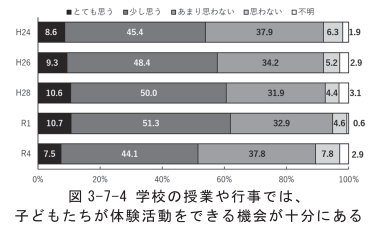 ■とても思う ■少し思う ■あまり思わない □思わない □不明
H24 8.6 45.4 37.9 6.3 1.9
H26 9.3 48.4 34.2 5.2 2.9
H28 10.6 50.0 31.9 4.4 3.1
R1 10.7 51.3 32.9 4.6 0.6
R4 7.5 44.1 37.8 7.8 2.9
0% 20% 40% 60% 80% 100%
図 3-7-4 学校の授業や行事では、
子どもたちが体験活動をできる機会が十分にある